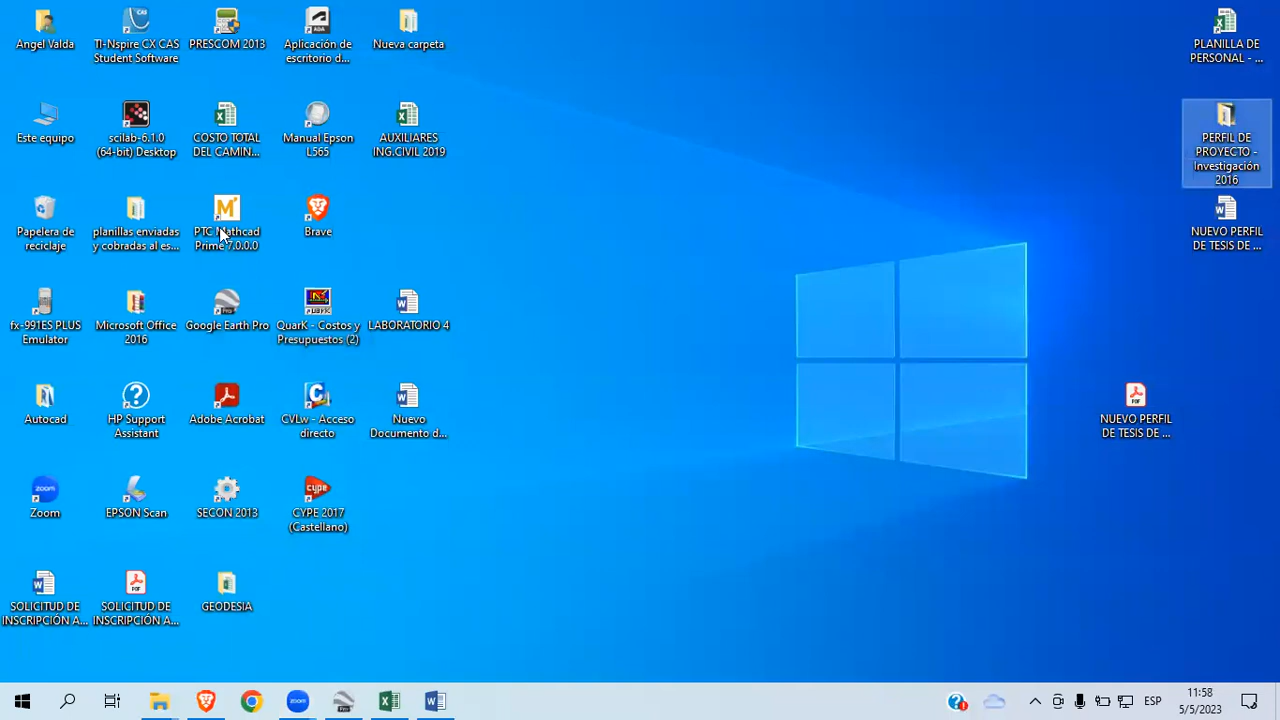 Angel Valda
TI-Nspire CX CAS
Student Software
PRESCOM 2013
Aplicación de
escritorio d...
Nueva carpeta
PLANILLA DE
PERSONAL - ...
Este equipo
scilab-6.1.0
(64-bit) Desktop
COSTO TOTAL
DEL CAMIN...
Manual Epson
L565
AUXILIARES
ING.CIVIL 2019
PERFIL DE
PROYECTO -
Investigación
2016
Papelera de
reciclaje
planillas enviadas
y cobradas al es...
PTC Mathcad
Prime 7.0.0.0
Brave
NUEVO PERFIL
DE TESIS DE ...
fx-991ES PLUS
Emulator
Microsoft Office
2016
Google Earth Pro
QuarK - Costos y
Presupuestos (2)
LABORATORIO 4
Autocad
HP Support
Assistant
Adobe Acrobat
CVLw - Acceso
directo
Nuevo
Documento d...
NUEVO PERFIL
DE TESIS DE ...
Zoom
EPSON Scan
SECON 2013
CYPE 2017
(Castellano)
SOLICITUD DE
INSCRIPCIÓN A...
SOLICITUD DE
INSCRIPCIÓN A...
GEODESIA
zoom
ESP
11:58
5/5/2023